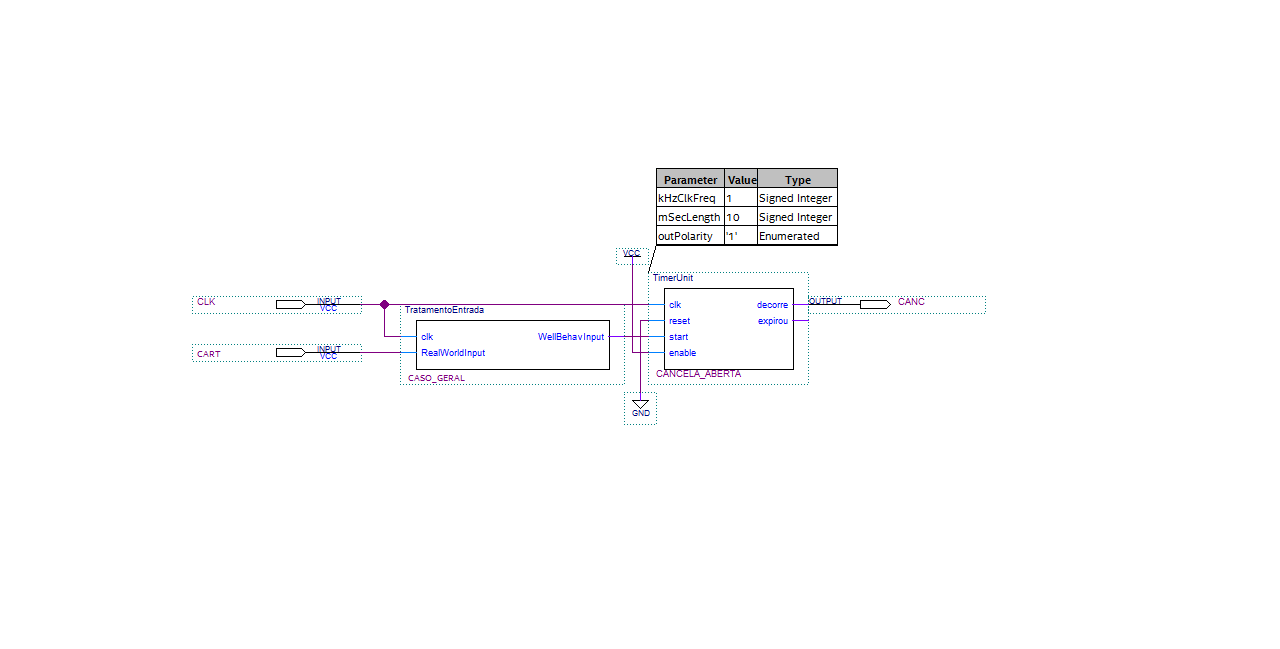 Parameter Value Type
kHzClkFreq 1 Signed Integer
mSecLength 10 Signed Integer
outPolarity '1' Enumerated
VCC
TimerUnit
CLK INPUT VCC
TratamentoEntrada
clk decorre
OUTPUT CANC
reset expirou
clk WellBehavInput
start
CART INPUT VCC
RealWorldInput
enable
CASO_GERAL
CANCELA_ABERTA
GND